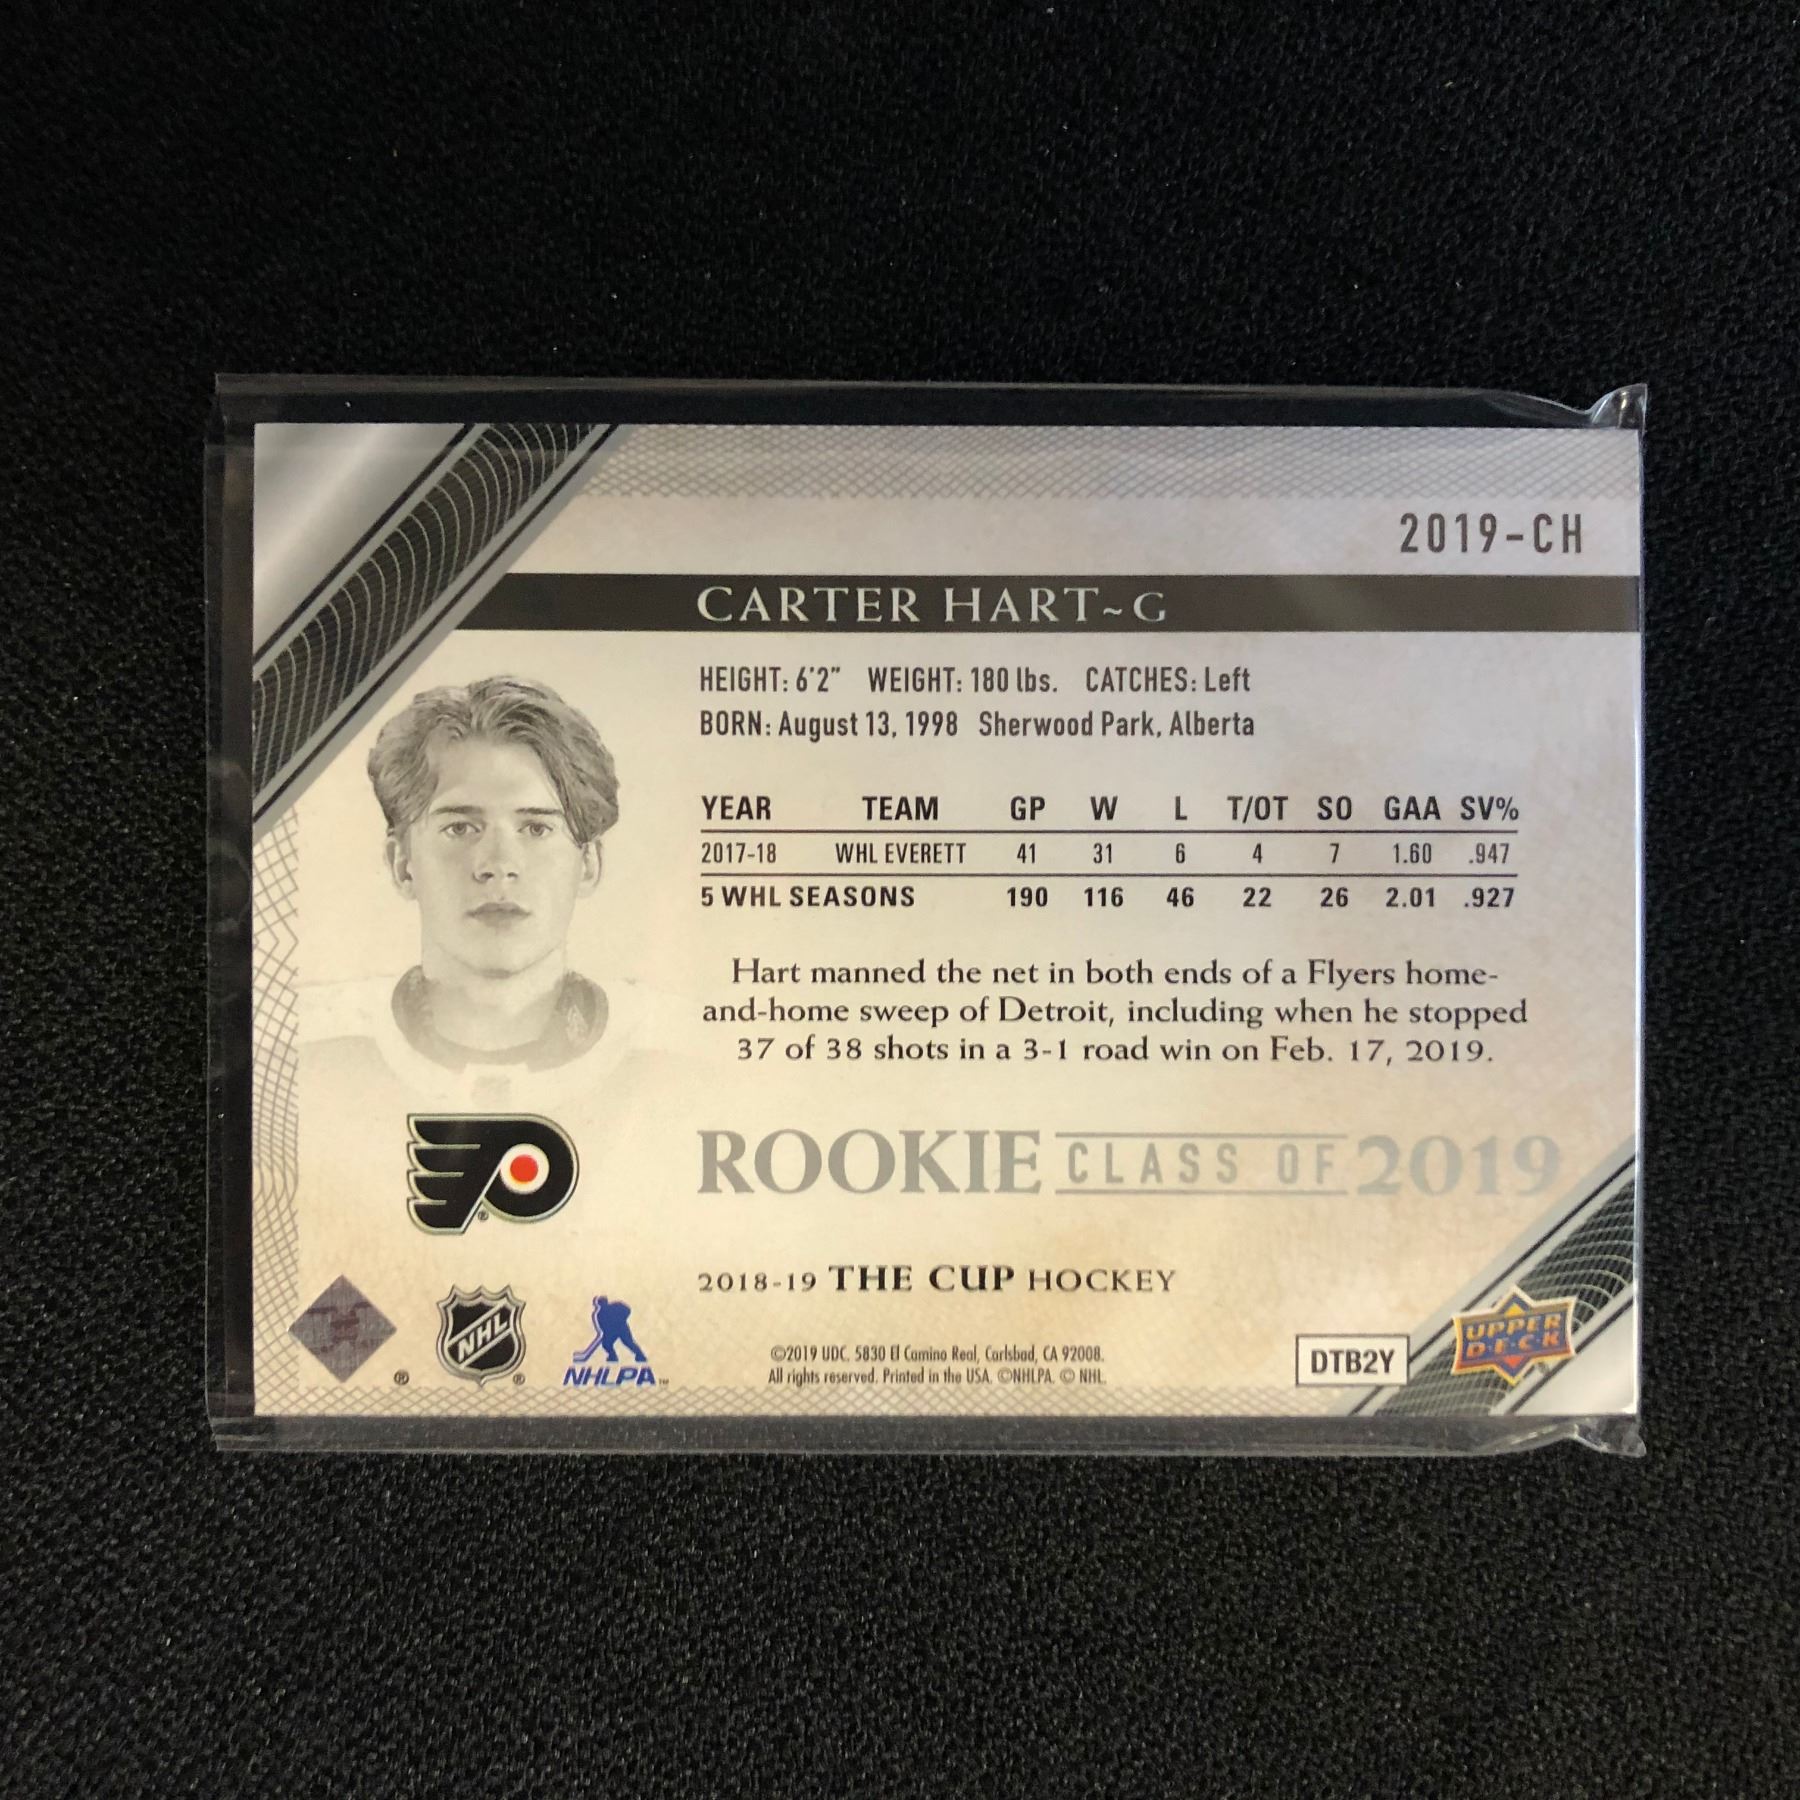 2019-CH
CARTER HART~G
HEIGHT: 6'2" WEIGHT: 180 lbs. CATCHES: Left
BORN: August 13, 1998 Sherwood Park, Alberta
YEAR TEAM GP W L T/OT SO GAA SV%
2017-18 WHL EVERETT 41 31 6 4 7 1.60 .947
5 WHL SEASONS 190 116 46 22 26 2.01 .927
Hart manned the net in both ends of a Flyers home-
and-home sweep of Detroit, including when he stopped
37 of 38 shots in a 3-1 road win on Feb. 17, 2019.
ROOKIE CLASS OF 2019
2018-19 THE CUP HOCKEY
®
NHL
®
NHLPA™
©2019 UDC. 5830 El Camino Real, Carlsbad, CA 92008.
All rights reserved. Printed in the USA. ©NHLPA. © NHL.
DTB2Y
UPPER
D·E·C·K
®